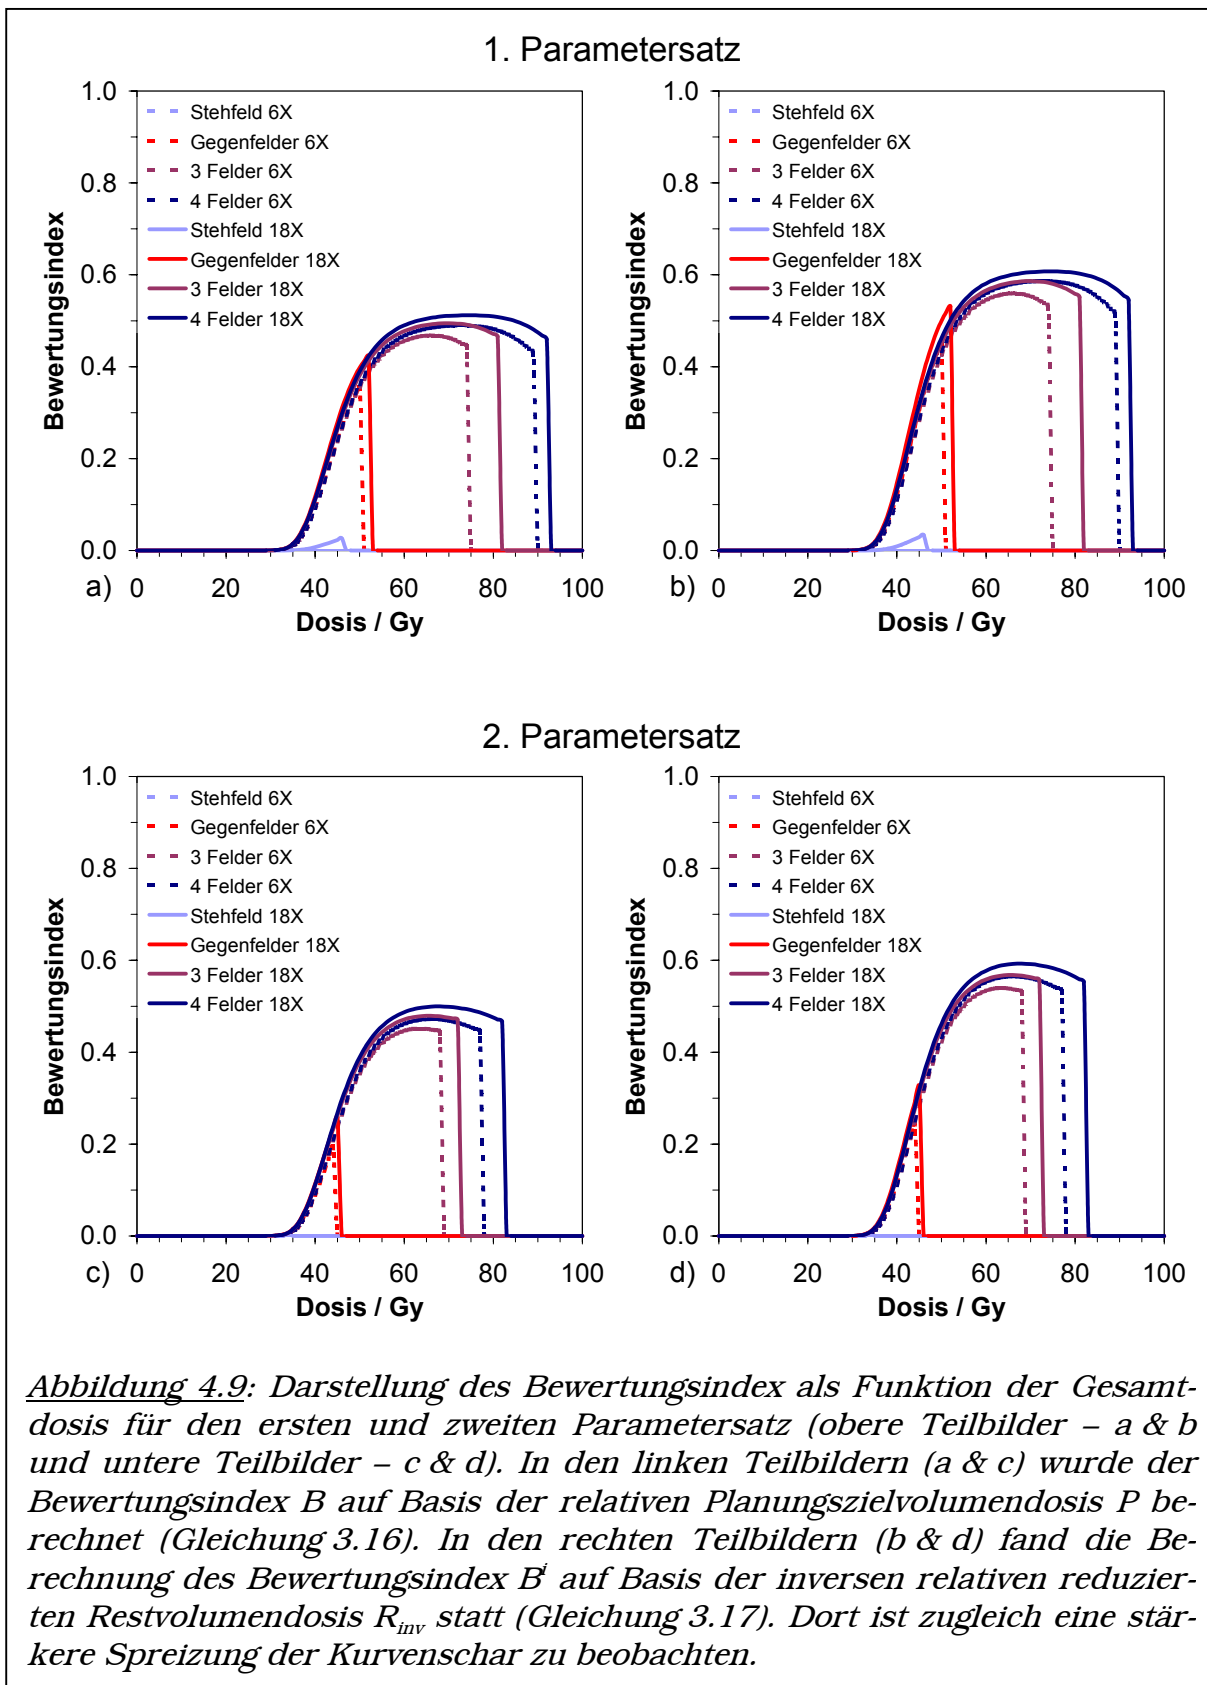 1. Parametersatz
Bewertungsindex
1.0
0.8
0.6
0.4
0.2
0.0
Stehfeld 6X
Gegenfelder 6X
3 Felder 6X
4 Felder 6X
Stehfeld 18X
Gegenfelder 18X
3 Felder 18X
4 Felder 18X
a)
0 20 40 60 80 100
Dosis / Gy
Bewertungsindex
1.0
0.8
0.6
0.4
0.2
0.0
Stehfeld 6X
Gegenfelder 6X
3 Felder 6X
4 Felder 6X
Stehfeld 18X
Gegenfelder 18X
3 Felder 18X
4 Felder 18X
b)
0 20 40 60 80 100
Dosis / Gy
2. Parametersatz
Bewertungsindex
1.0
0.8
0.6
0.4
0.2
0.0
Stehfeld 6X
Gegenfelder 6X
3 Felder 6X
4 Felder 6X
Stehfeld 18X
Gegenfelder 18X
3 Felder 18X
4 Felder 18X
c)
0 20 40 60 80 100
Dosis / Gy
Bewertungsindex
1.0
0.8
0.6
0.4
0.2
0.0
Stehfeld 6X
Gegenfelder 6X
3 Felder 6X
4 Felder 6X
Stehfeld 18X
Gegenfelder 18X
3 Felder 18X
4 Felder 18X
d)
0 20 40 60 80 100
Dosis / Gy
Abbildung 4.9: Darstellung des Bewertungsindex als Funktion der Gesamt-
dosis für den ersten und zweiten Parametersatz (obere Teilbilder – a & b
und untere Teilbilder – c & d). In den linken Teilbildern (a & c) wurde der
Bewertungsindex B auf Basis der relativen Planungszielvolumendosis P be-
rechnet (Gleichung 3.16). In den rechten Teilbildern (b & d) fand die Be-
rechnung des Bewertungsindex Bⁱ auf Basis der inversen relativen reduzier-
ten Restvolumendosis R_inv statt (Gleichung 3.17). Dort ist zugleich eine stär-
kere Spreizung der Kurvenschar zu beobachten.